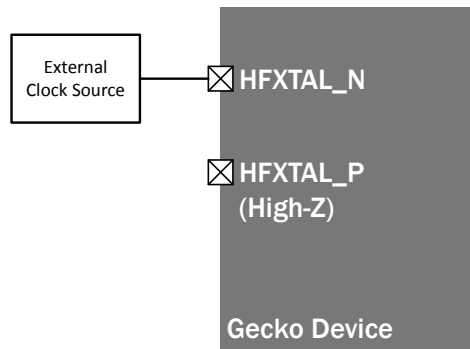 External
Clock Source
HFXTAL_N
HFXTAL_P
(High-Z)
Gecko Device